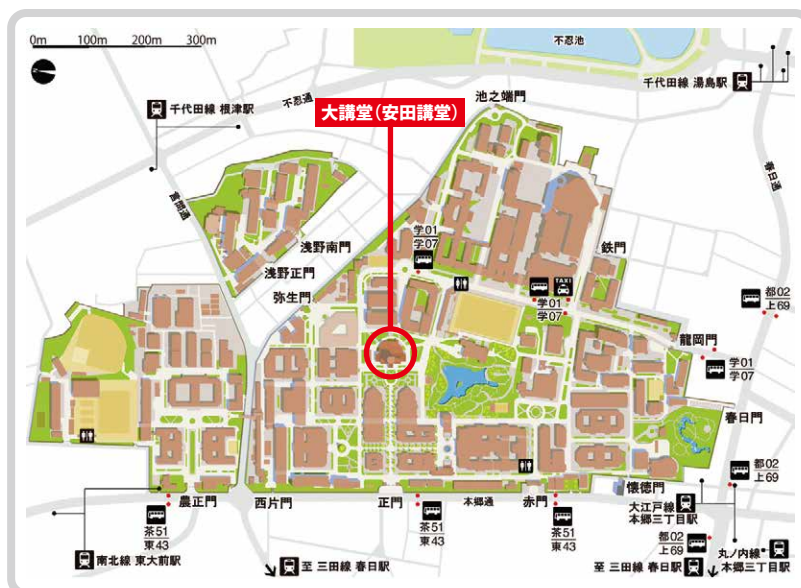 0m 100m 200m 300m
不忍池
千代田線 湯島駅
千代田線 根津駅
不忍通
池之端門
大講堂（安田講堂）
春日通
言問通
学01
学07
鉄門
浅野南門
浅野正門
弥生門
TAXI
学01
学07
都02
上69
龍岡門
学01
学07
春日門
都02
上69
懐徳門
農正門
西片門
正門
本郷通
赤門
大江戸線
本郷三丁目駅
茶51
東43
茶51
東43
茶51
東43
都02
上69
丸ノ内線
本郷三丁目駅
南北線 東大前駅
至 三田線 春日駅
至 三田線 春日駅